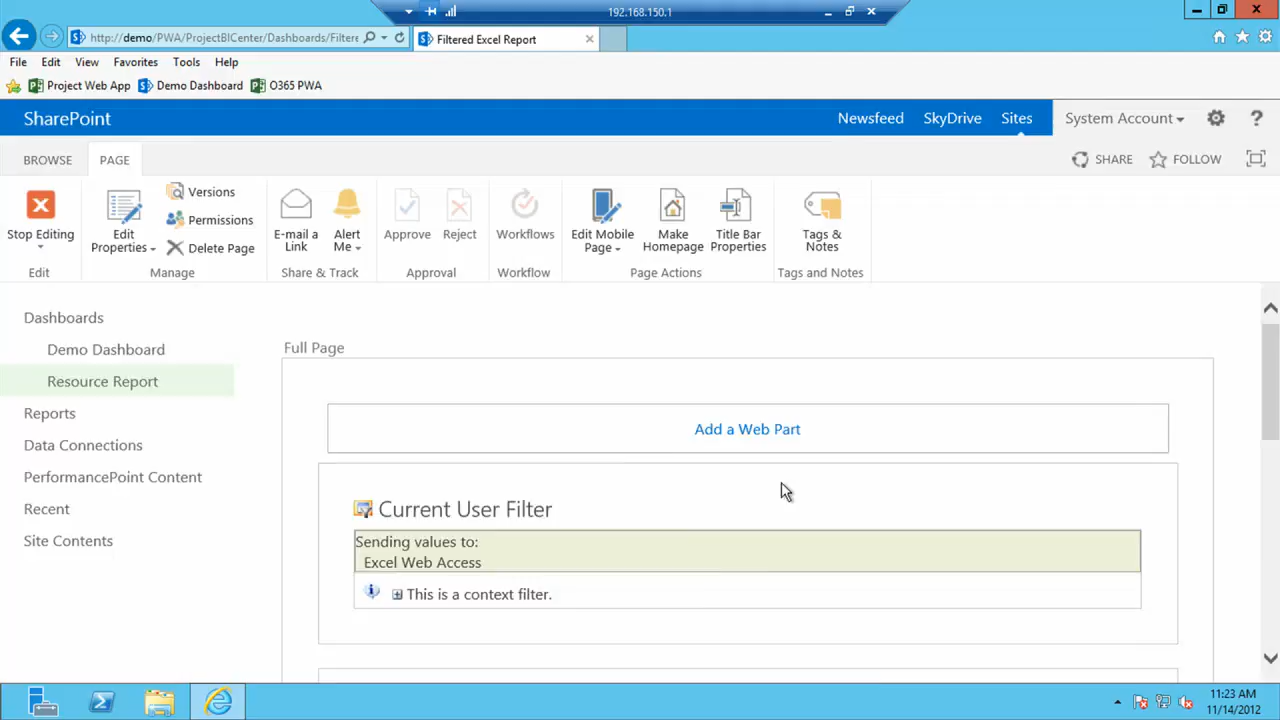 192.168.150.1
http://demo/PWA/ProjectBICenter/Dashboards/Filtere
Filtered Excel Report
File Edit View Favorites Tools Help
Project Web App Demo Dashboard O365 PWA
SharePoint
Newsfeed SkyDrive Sites System Account ?
BROWSE PAGE
SHARE FOLLOW
Stop Editing
Edit
Edit Properties
Versions
Permissions
Delete Page
Manage
E-mail a Link
Alert Me
Share & Track
Approve
Reject
Approval
Workflows
Workflow
Edit Mobile Page
Make Homepage
Title Bar Properties
Page Actions
Tags & Notes
Tags and Notes
Dashboards
Demo Dashboard
Resource Report
Reports
Data Connections
PerformancePoint Content
Recent
Site Contents
Full Page
Add a Web Part
Current User Filter
Sending values to:
Excel Web Access
This is a context filter.
11:23 AM
11/14/2012